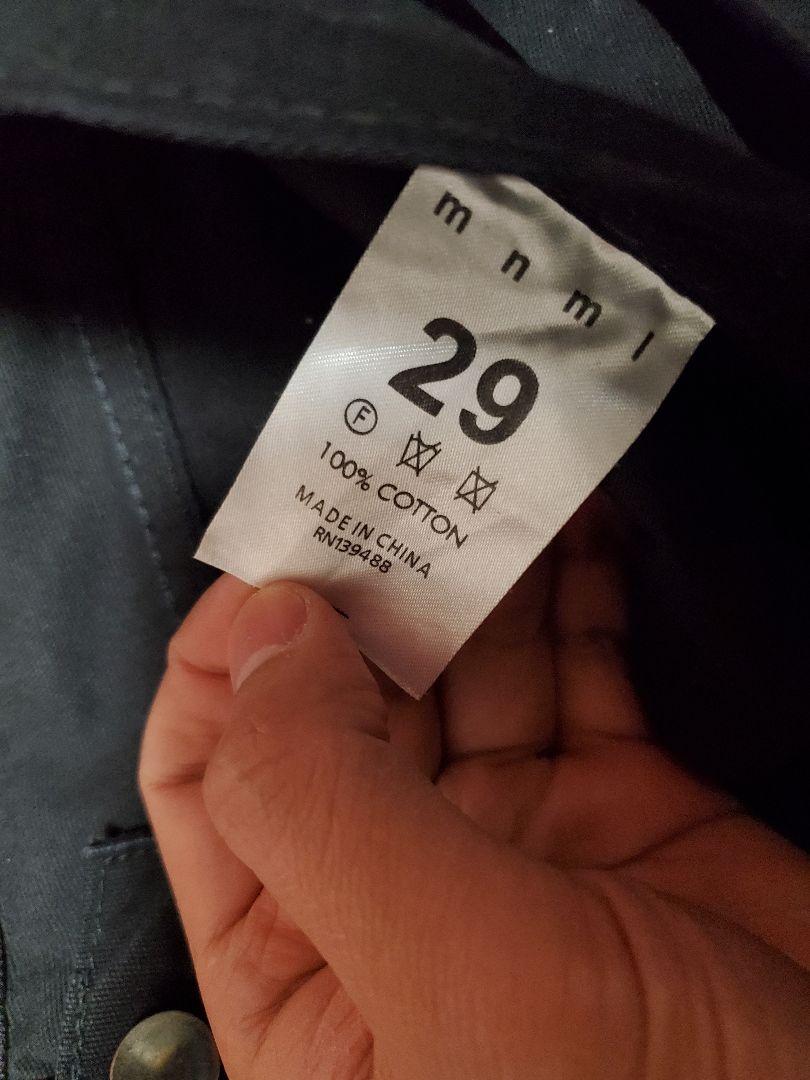 m n m l
29
F
100% COTTON
MADE IN CHINA
RN139488